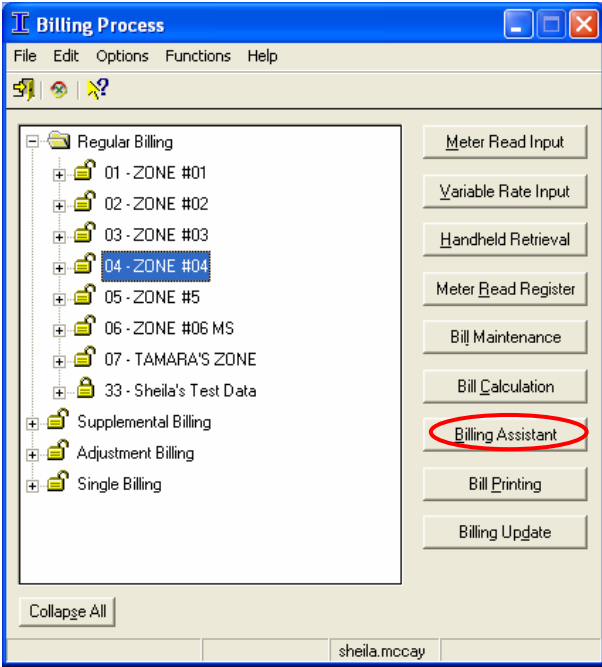 Billing Process
File Edit Options Functions Help
Regular Billing
01 - ZONE #01
02 - ZONE #02
03 - ZONE #03
04 - ZONE #04
05 - ZONE #5
06 - ZONE #06 MS
07 - TAMARA'S ZONE
33 - Sheila's Test Data
Supplemental Billing
Adjustment Billing
Single Billing
Meter Read Input
Variable Rate Input
Handheld Retrieval
Meter Read Register
Bill Maintenance
Bill Calculation
Billing Assistant
Bill Printing
Billing Update
Collapse All
sheila.mccay